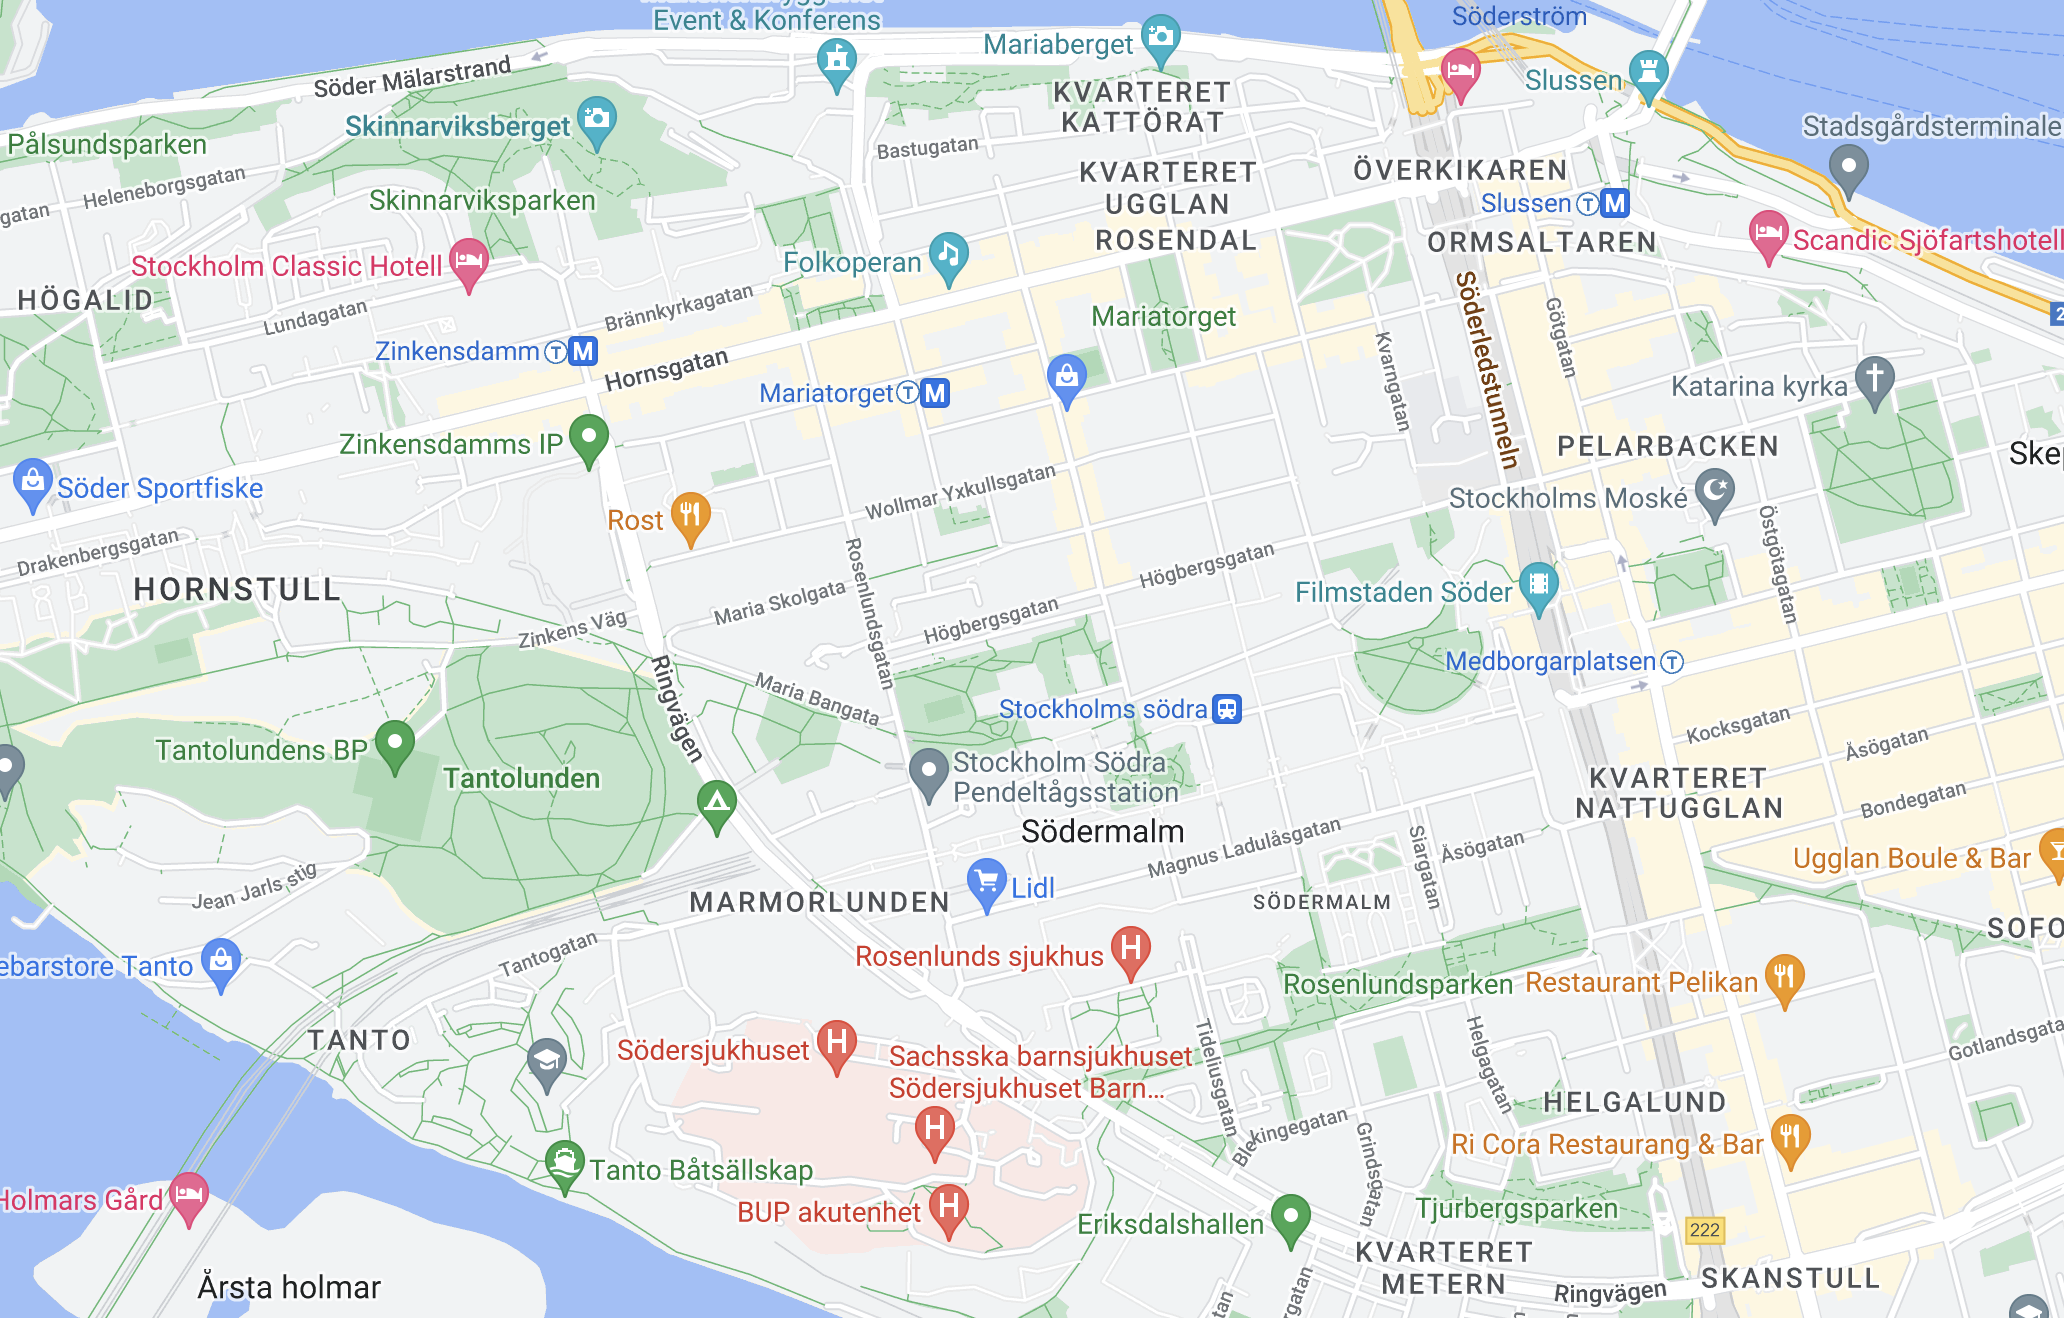 Event & Konferens
Söderström
Mariaberget
Söder Mälarstrand
Slussen
KVARTERET
KATTÖRAT
Skinnarviksberget
Stadsgårdsterminale
Pålsundsparken
Bastugatan
KVARTERET
UGGLAN
ÖVERKIKAREN
Heleneborgsgatan
Skinnarviksparken
Slussen T M
gatan
ROSENDAL
ORMSALTAREN
Scandic Sjöfartshotell
Stockholm Classic Hotell
Folkoperan
HÖGALID
Lundagatan
Brännkyrkagatan
Mariatorget
Söderledstunneln
Götgatan
2
Zinkensdamm T M
Hornsgatan
Kvarngatan
Mariatorget T M
Katarina kyrka
Zinkensdamms IP
PELARBACKEN
Ske
Söder Sportfiske
Wollmar Yxkullsgatan
Stockholms Moské
Rost
Östgötagatan
Drakenbergsgatan
Rosenlundsgatan
HORNSTULL
Högbergsgatan
Filmstaden Söder
Maria Skolgata
Högbergsgatan
Zinkens Väg
Medborgarplatsen T
Ringvägen
Maria Bangata
Stockholms södra
Kocksgatan
Åsögatan
Tantolundens BP
Tantolunden
Stockholm Södra
Pendeltågsstation
KVARTERET
NATTUGGLAN
Bondegatan
Södermalm
Magnus Ladulåsgatan
Siargatan
Åsögatan
Ugglan Boule & Bar
Jean Jarls stig
Lidl
MARMORLUNDEN
SÖDERMALM
SOFO
Tantogatan
ebarstore Tanto
Rosenlunds sjukhus
H
Rosenlundsparken
Restaurant Pelikan
TANTO
Södersjukhuset
H
Sachsska barnsjukhuset
Södersjukhuset Barn...
H
Tideliusgatan
Helgagatan
Gotlandsgata
HELGALUND
Blekingegatan
Grindsgatan
Ri Cora Restaurang & Bar
Tanto Båtsällskap
Holmars Gård
BUP akutenhet
H
Eriksdalshallen
Tjurbergsparken
222
KVARTERET
METERN
SKANSTULL
Årsta holmar
Ringvägen
tan
rgatan